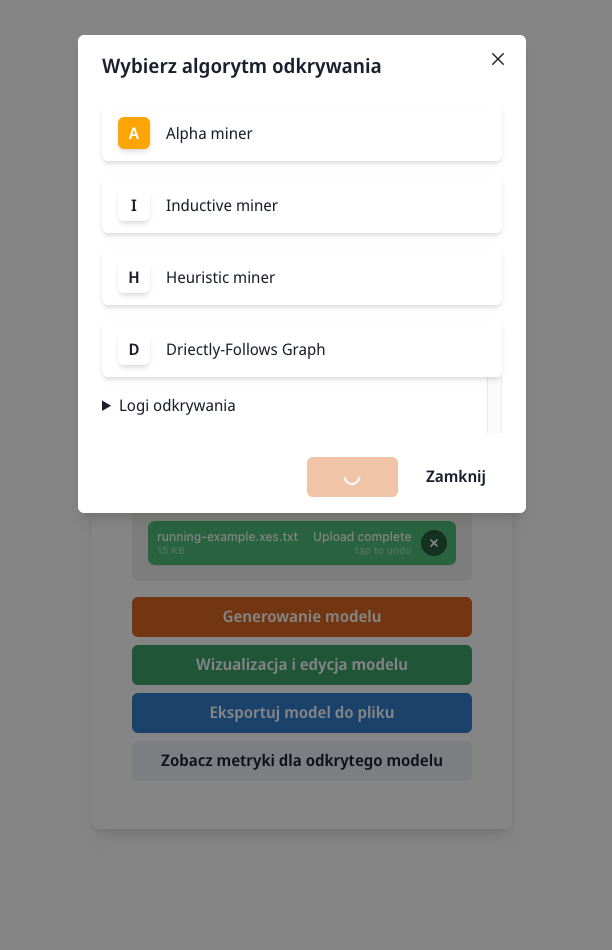 Wybierz algorytm odkrywania
A Alpha miner
I Inductive miner
H Heuristic miner
D Driectly-Follows Graph
Logi odkrywania
Zamknij
running-example.xes.txt Upload complete
15 KB tap to undo
Generowanie modelu
Wizualizacja i edycja modelu
Eksportuj model do pliku
Zobacz metryki dla odkrytego modelu